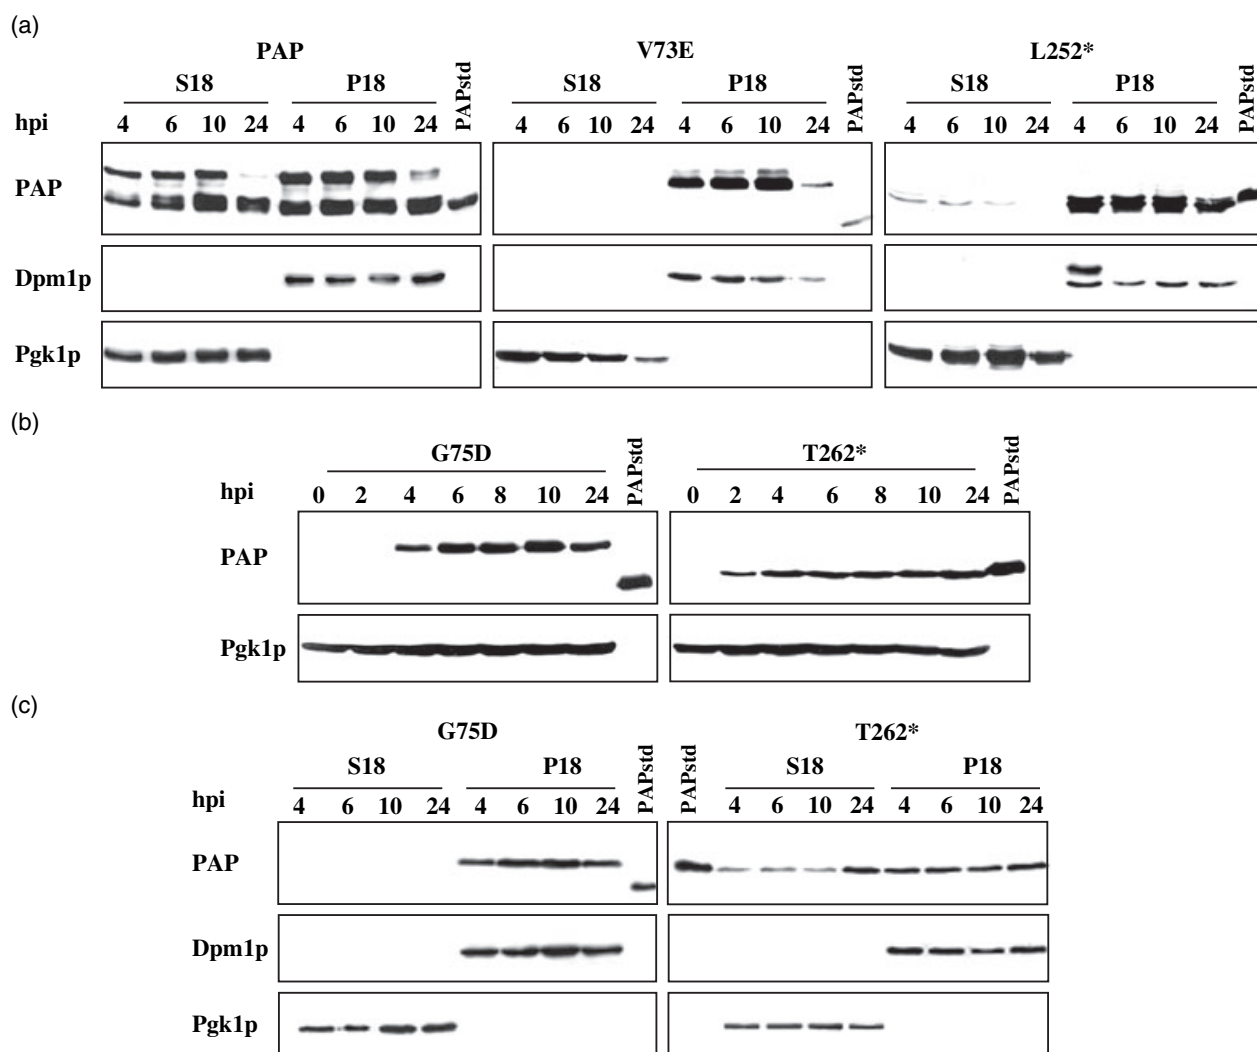 (a)
PAP V73E L252*
S18 P18 PAPstd S18 P18 PAPstd S18 P18 PAPstd
hpi 4 6 10 24 4 6 10 24 4 6 10 24 4 6 10 24 4 6 10 24 4 6 10 24
PAP
Dpm1p
Pgk1p
(b)
G75D PAPstd T262* PAPstd
hpi 0 2 4 6 8 10 24 0 2 4 6 8 10 24
PAP
Pgk1p
(c)
G75D T262*
S18 P18 PAPstd PAPstd S18 P18
hpi 4 6 10 24 4 6 10 24 4 6 10 24 4 6 10 24
PAP
Dpm1p
Pgk1p